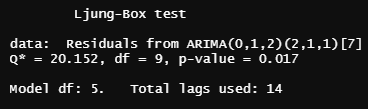 Ljung-Box test
data:  Residuals from ARIMA(0,1,2)(2,1,1)[7]
Q* = 20.152, df = 9, p-value = 0.017
Model df: 5.   Total lags used: 14